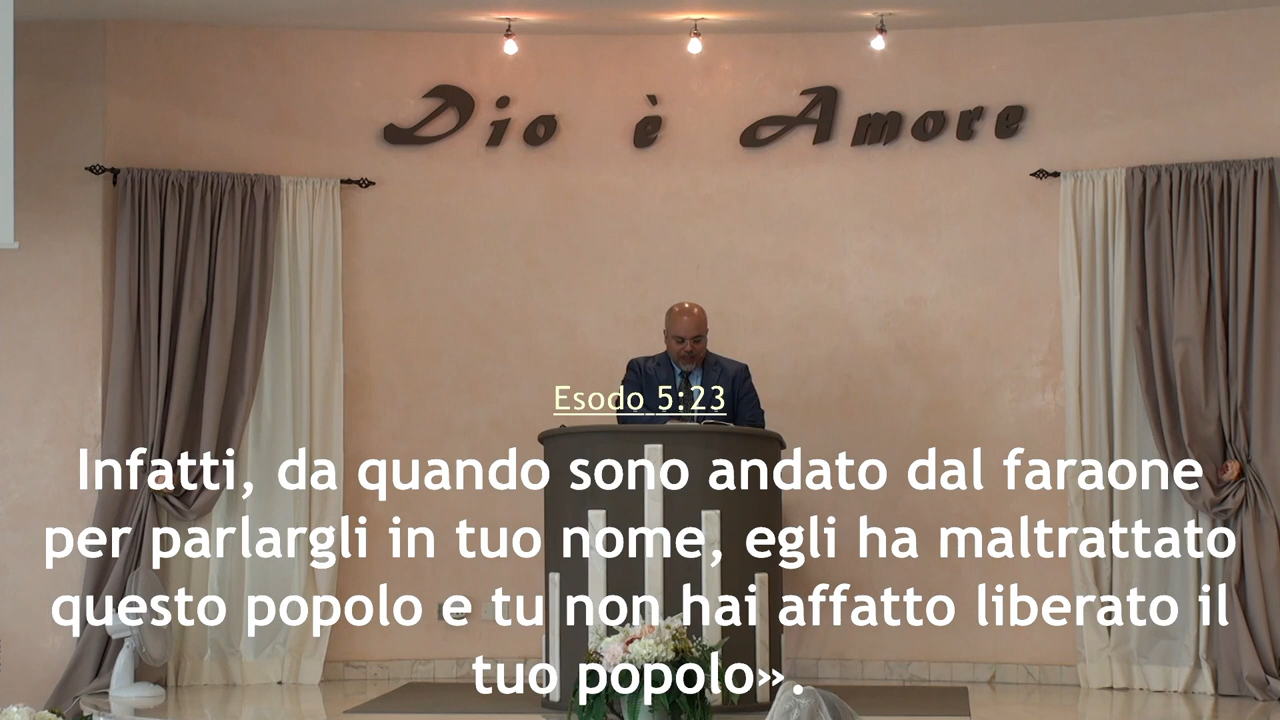 Dio è Amore
Esodo 5:23
Infatti, da quando sono andato dal faraone
per parlargli in tuo nome, egli ha maltrattato
questo popolo e tu non hai affatto liberato il
tuo popolo».